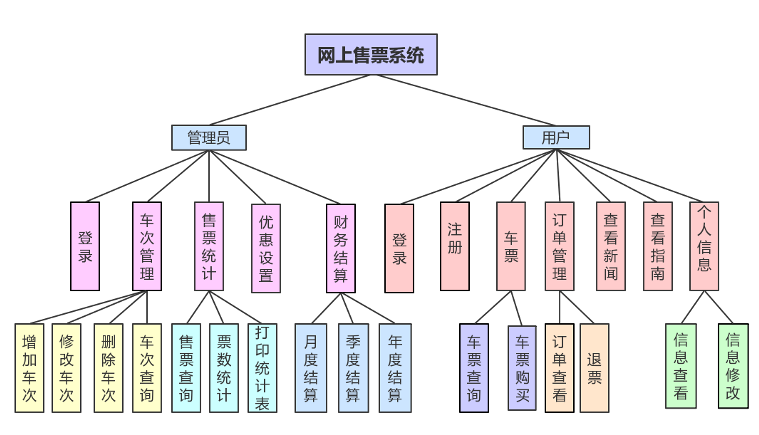 网上售票系统
管理员
用户
登录
车次管理
售票统计
优惠设置
财务结算
登录
注册
车票
订单管理
查看新闻
查看指南
个人信息
增加车次
修改车次
删除车次
车次查询
售票查询
票数统计
打印统计表
月度结算
季度结算
年度结算
车票查询
车票购买
订单查看
退票
信息查看
信息修改